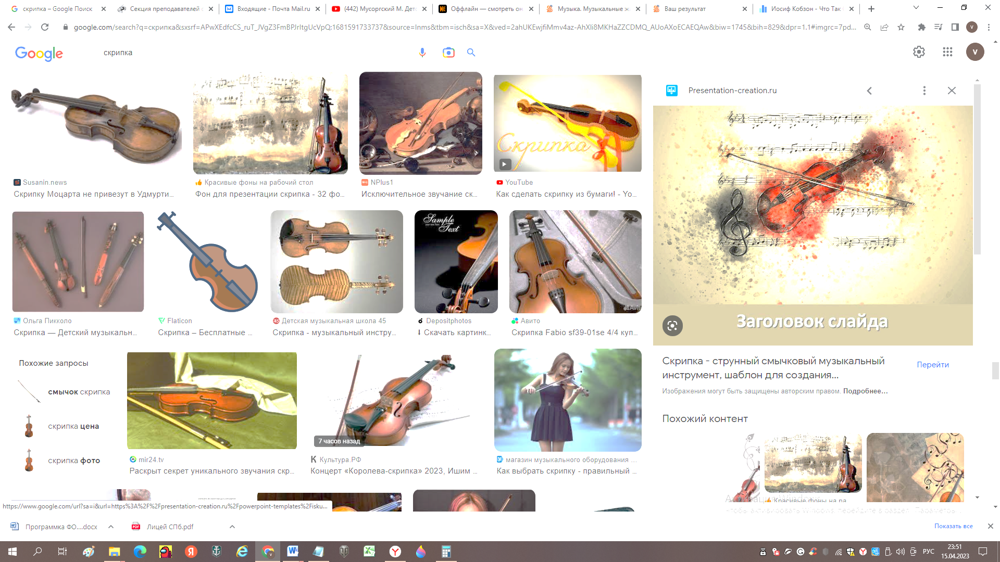 скрипка – Google Поиск
Секция преподавателей
Входящие - Почта Mail.ru
(442) Мусоргский М. Дет
Оффлайн — смотреть он
Музыка. Музыкальные ж
Ваш результат
Иосиф Кобзон - Что Так
google.com/search?q=скрипка&sxsrf=APwXEdfcCS_ruT_JVgZ3FmBPJrItgUcVpQ:1681591733737&source=lnms&tbm=isch&sa=X&ved=2ahUKEwjfiMmv4az-AhXli8MKHaZZCDMQ_AUoAXoECAEQAw&biw=1745&bih=829&dpr=1.1#imgrc=7pd...
v
Google
скрипка
v
Скрипка
Susanin.news
Скрипку Моцарта не привезут в Удмурти...
Красивые фоны на рабочий стол
Фон для презентации скрипка - 32 фо...
NPlus1
Исключительное звучание ск...
YouTube
Как сделать скрипку из бумаги! - Yo...
Sample
Text
Avito
Ольга Пикколо
Скрипка — Детский музыкальн...
Flaticon
Скрипка – Бесплатные ...
Детская музыкальная школа 45
Скрипка - музыкальный инстру...
Depositphotos
⭣ Скачать картинк...
Авито
Скрипка Fabio sf39-01se 4/4 куп...
Похожие запросы
смычок скрипка
скрипка цена
скрипка фото
mir24.tv
Раскрыт секрет уникального звучания скр...
7 часов назад
Культура.РФ
Концерт «Королева-скрипка» 2023, Ишим ...
магазин музыкального оборудования ...
Как выбрать скрипку - правильный ...
Presentation-creation.ru
Заголовок слайда
Скрипка - струнный смычковый музыкальный
инструмент, шаблон для создания...
Перейти
Изображения могут быть защищены авторским правом. Подробнее...
Похожий контент
Красивые фоны на ра...
Активация Windows
Чтобы активировать Windows, перейдите в раздел "Параметры".
https://www.google.com/url?sa=i&url=https%3A%2F%2Fpresentation-creation.ru%2Fpowerpoint-templates%2Fisku...
Программка ФО....docx
Лицей СПб.pdf
Показать все
РУС
23:51
15.04.2023